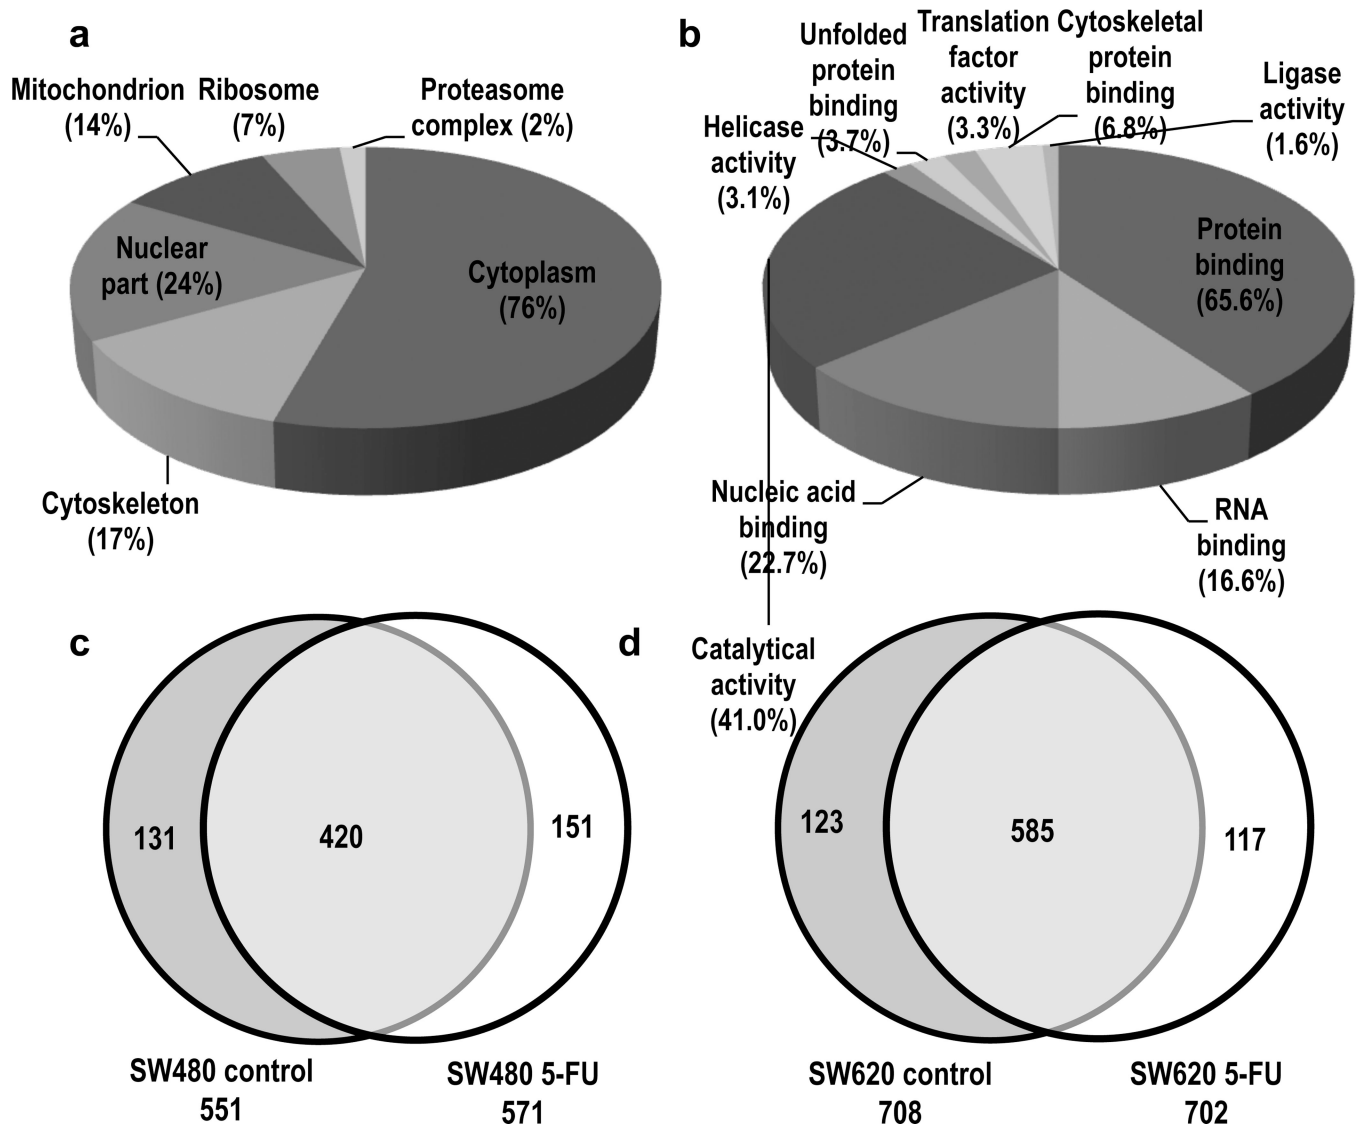 a
Mitochondrion
(14%)
Ribosome
(7%)
Proteasome
complex (2%)
Nuclear
part (24%)
Cytoplasm
(76%)
Cytoskeleton
(17%)
b
Unfolded
protein
binding
(3.7%)
Translation
factor
activity
(3.3%)
Cytoskeletal
protein
binding
(6.8%)
Ligase
activity
(1.6%)
Helicase
activity
(3.1%)
Protein
binding
(65.6%)
Nucleic acid
binding
(22.7%)
RNA
binding
(16.6%)
Catalytical
activity
(41.0%)
c
131
420
151
SW480 control
551
SW480 5-FU
571
d
123
585
117
SW620 control
708
SW620 5-FU
702